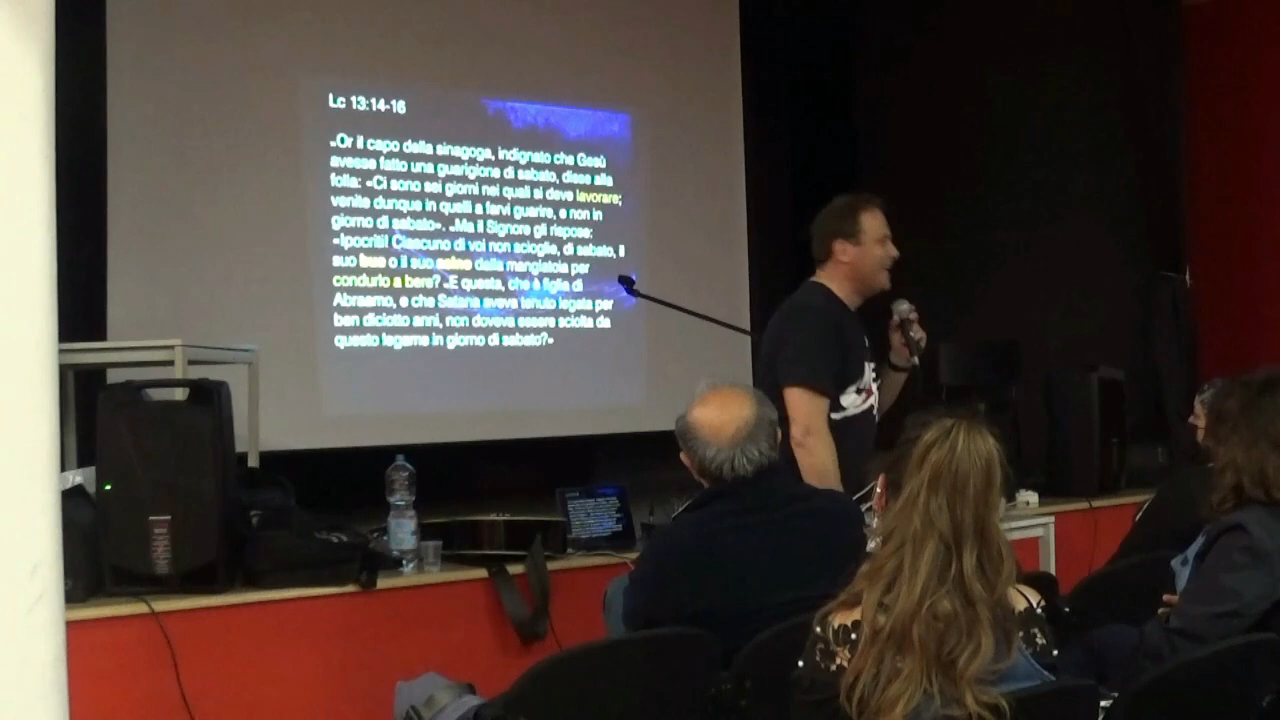 Lc 13:14-16
„Or il capo della sinagoga, indignato che Gesù
avesse fatto una guarigione di sabato, disse alla
folla: «Ci sono sei giorni nei quali si deve lavorare;
venite dunque in quelli a farvi guarire, e non in
giorno di sabato». „Ma il Signore gli rispose:
«Ipocriti! Ciascuno di voi non scioglie, di sabato, il
suo bue o il suo asino dalla mangiatoia per
condurlo a bere? „E questa, che è figlia di
Abraamo, e che Satana aveva tenuto legata per
ben diciotto anni, non doveva essere sciolta da
questo legame in giorno di sabato?»